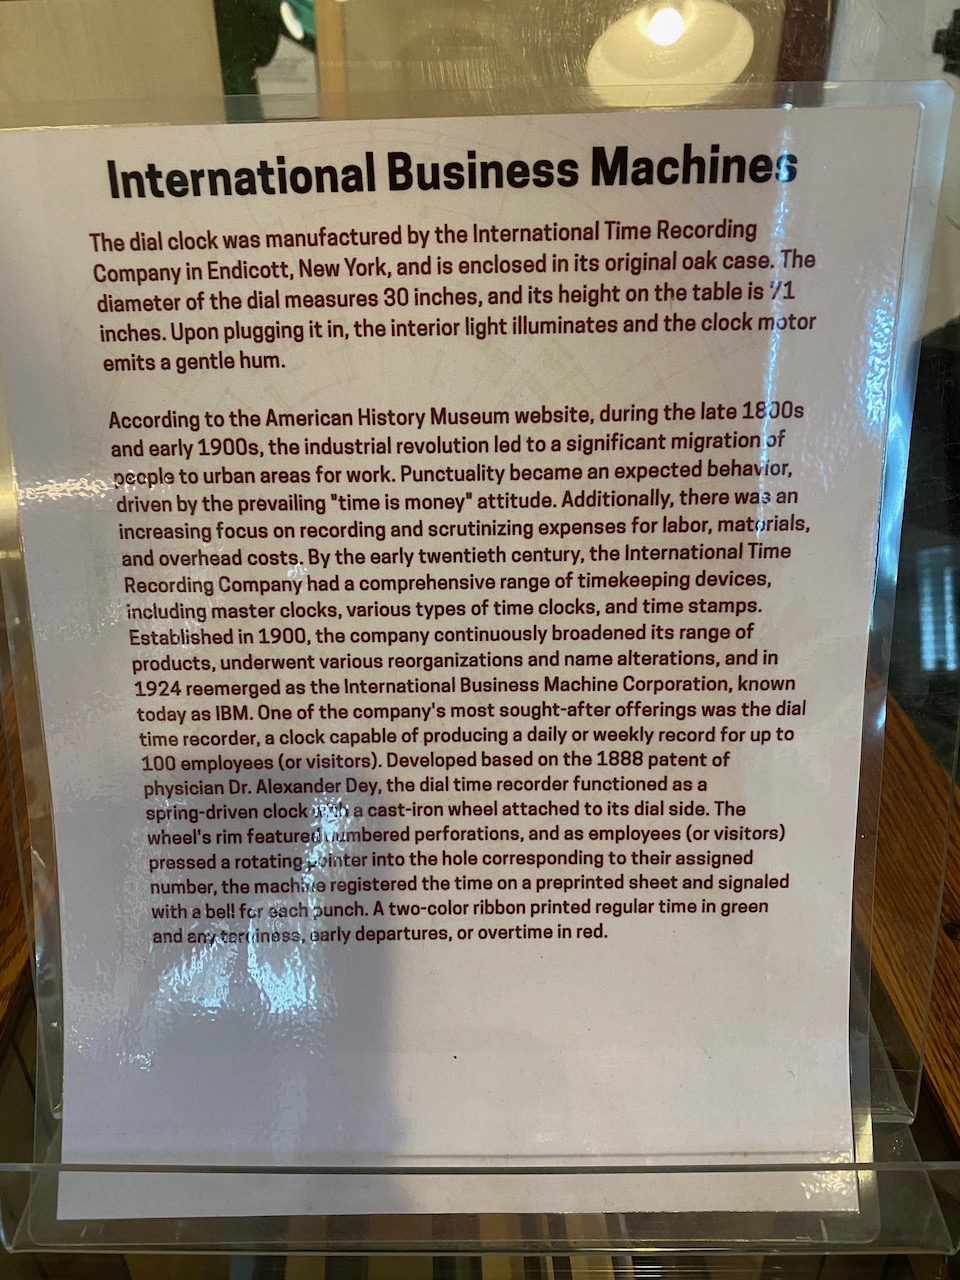 International Business Machines
The dial clock was manufactured by the International Time Recording
Company in Endicott, New York, and is enclosed in its original oak case. The
diameter of the dial measures 30 inches, and its height on the table is 71
inches. Upon plugging it in, the interior light illuminates and the clock motor
emits a gentle hum.
According to the American History Museum website, during the late 1800s
and early 1900s, the industrial revolution led to a significant migration of
people to urban areas for work. Punctuality became an expected behavior,
driven by the prevailing "time is money" attitude. Additionally, there was an
increasing focus on recording and scrutinizing expenses for labor, materials,
and overhead costs. By the early twentieth century, the International Time
Recording Company had a comprehensive range of timekeeping devices,
including master clocks, various types of time clocks, and time stamps.
Established in 1900, the company continuously broadened its range of
products, underwent various reorganizations and name alterations, and in
1924 reemerged as the International Business Machine Corporation, known
today as IBM. One of the company's most sought-after offerings was the dial
time recorder, a clock capable of producing a daily or weekly record for up to
100 employees (or visitors). Developed based on the 1888 patent of
physician Dr. Alexander Dey, the dial time recorder functioned as a
spring-driven clock with a cast-iron wheel attached to its dial side. The
wheel's rim featured numbered perforations, and as employees (or visitors)
pressed a rotating pointer into the hole corresponding to their assigned
number, the machine registered the time on a preprinted sheet and signaled
with a bell for each punch. A two-color ribbon printed regular time in green
and any tardiness, early departures, or overtime in red.